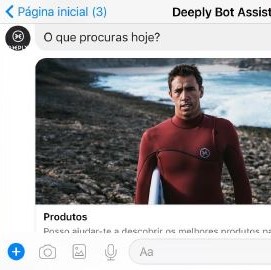 Página inicial (3)
Deeply Bot Assist
O que procuras hoje?
DEEPLY
Produtos
Posso ajudar-te a descobrir os melhores produtos pa
Aa